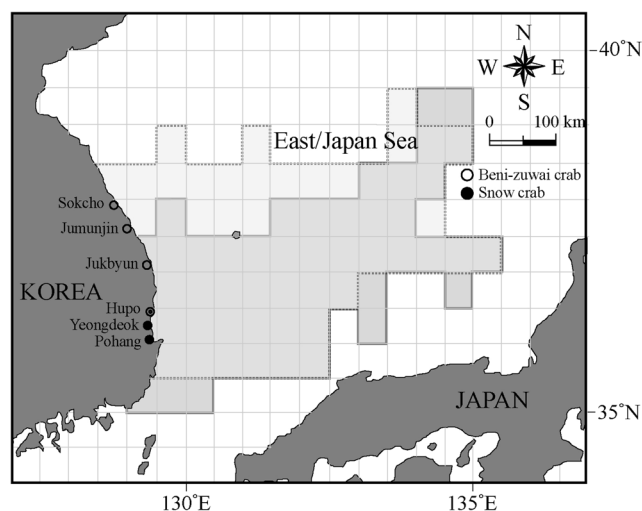 40°N
N
W E
S
0 100 km
East/Japan Sea
Beni-zuwai crab
Snow crab
Sokcho
Jumunjin
Jukbyun
KOREA
Hupo
Yeongdeok
Pohang
JAPAN
35°N
130°E 135°E